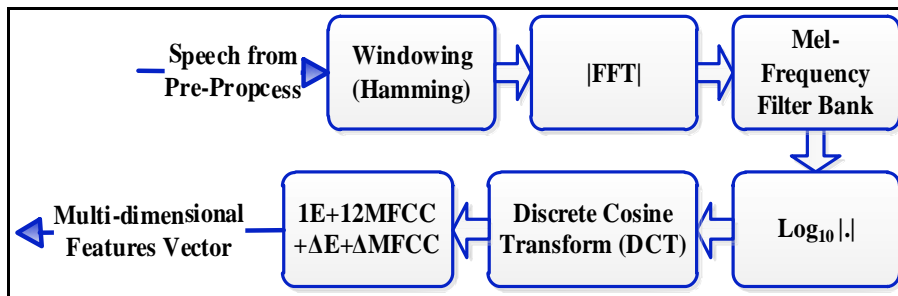 Speech from
Pre-Propcess
Windowing
(Hamming)
|FFT|
Mel-
Frequency
Filter Bank
Log₁₀ |.|
Discrete Cosine
Transform (DCT)
1E+12MFCC
+ΔE+ΔMFCC
Multi-dimensional
Features Vector